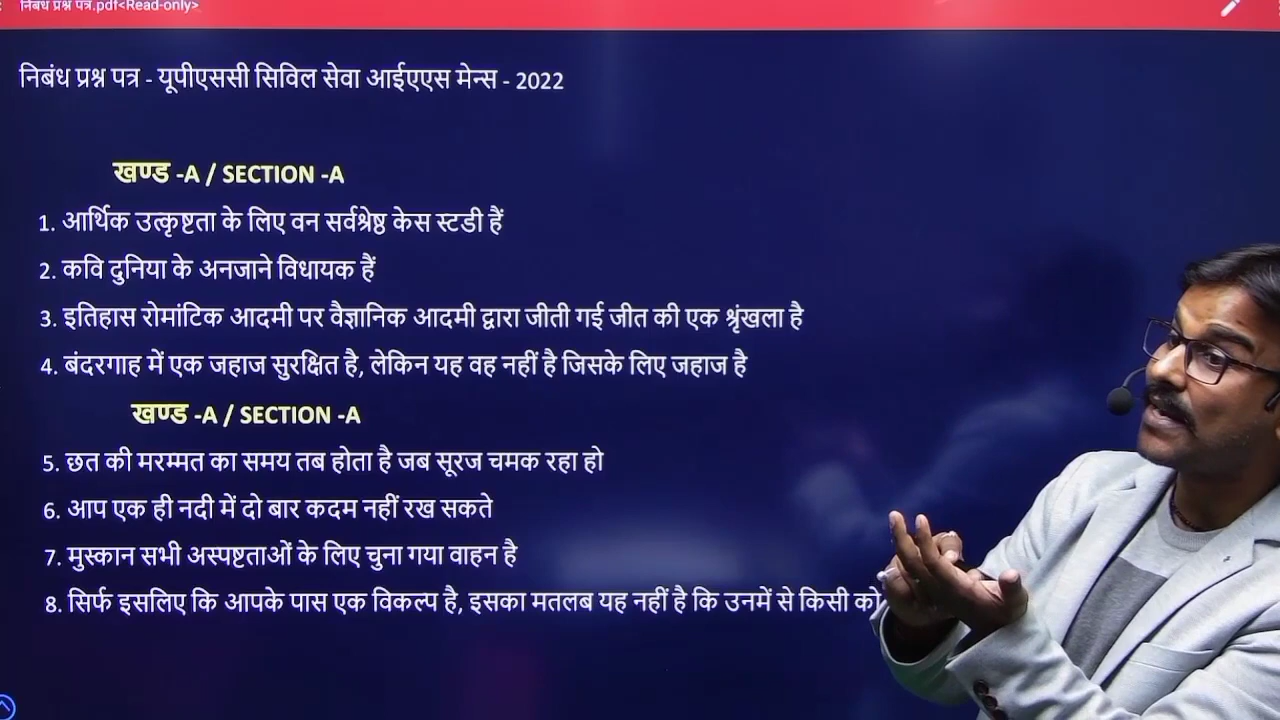 निबंध प्रश्न पत्र.pdf<Read-only>
निबंध प्रश्न पत्र - यूपीएससी सिविल सेवा आईएएस मेन्स - 2022
खण्ड -A / SECTION -A
1. आर्थिक उत्कृष्टता के लिए वन सर्वश्रेष्ठ केस स्टडी हैं
2. कवि दुनिया के अनजाने विधायक हैं
3. इतिहास रोमांटिक आदमी पर वैज्ञानिक आदमी द्वारा जीती गई जीत की एक श्रृंखला है
4. बंदरगाह में एक जहाज सुरक्षित है, लेकिन यह वह नहीं है जिसके लिए जहाज है
खण्ड -A / SECTION -A
5. छत की मरम्मत का समय तब होता है जब सूरज चमक रहा हो
6. आप एक ही नदी में दो बार कदम नहीं रख सकते
7. मुस्कान सभी अस्पष्टताओं के लिए चुना गया वाहन है
8. सिर्फ इसलिए कि आपके पास एक विकल्प है, इसका मतलब यह नहीं है कि उनमें से किसी को